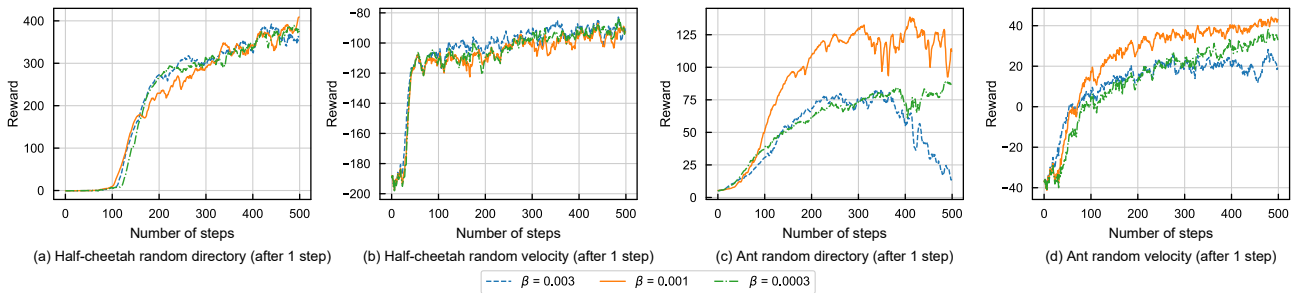 400
300
200
100
0
0 100 200 300 400 500
Reward
Number of steps
(a) Half-cheetah random directory (after 1 step)
−80
−100
−120
−140
−160
−180
−200
0 100 200 300 400 500
Reward
Number of steps
(b) Half-cheetah random velocity (after 1 step)
125
100
75
50
25
0
0 100 200 300 400 500
Reward
Number of steps
(c) Ant random directory (after 1 step)
40
20
0
−20
−40
0 100 200 300 400 500
Reward
Number of steps
(d) Ant random velocity (after 1 step)
β = 0.003 β = 0.001 β = 0.0003